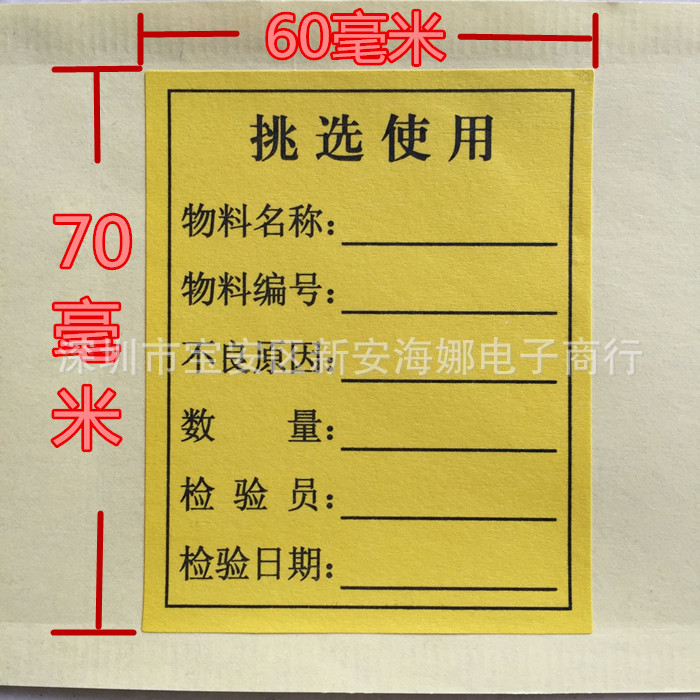 60毫米
70毫米
挑选使用
物料名称:
物料编号:
不良原因:
深圳市宝安区新安海娜电子商行
数 量:
检 验 员:
检验日期: